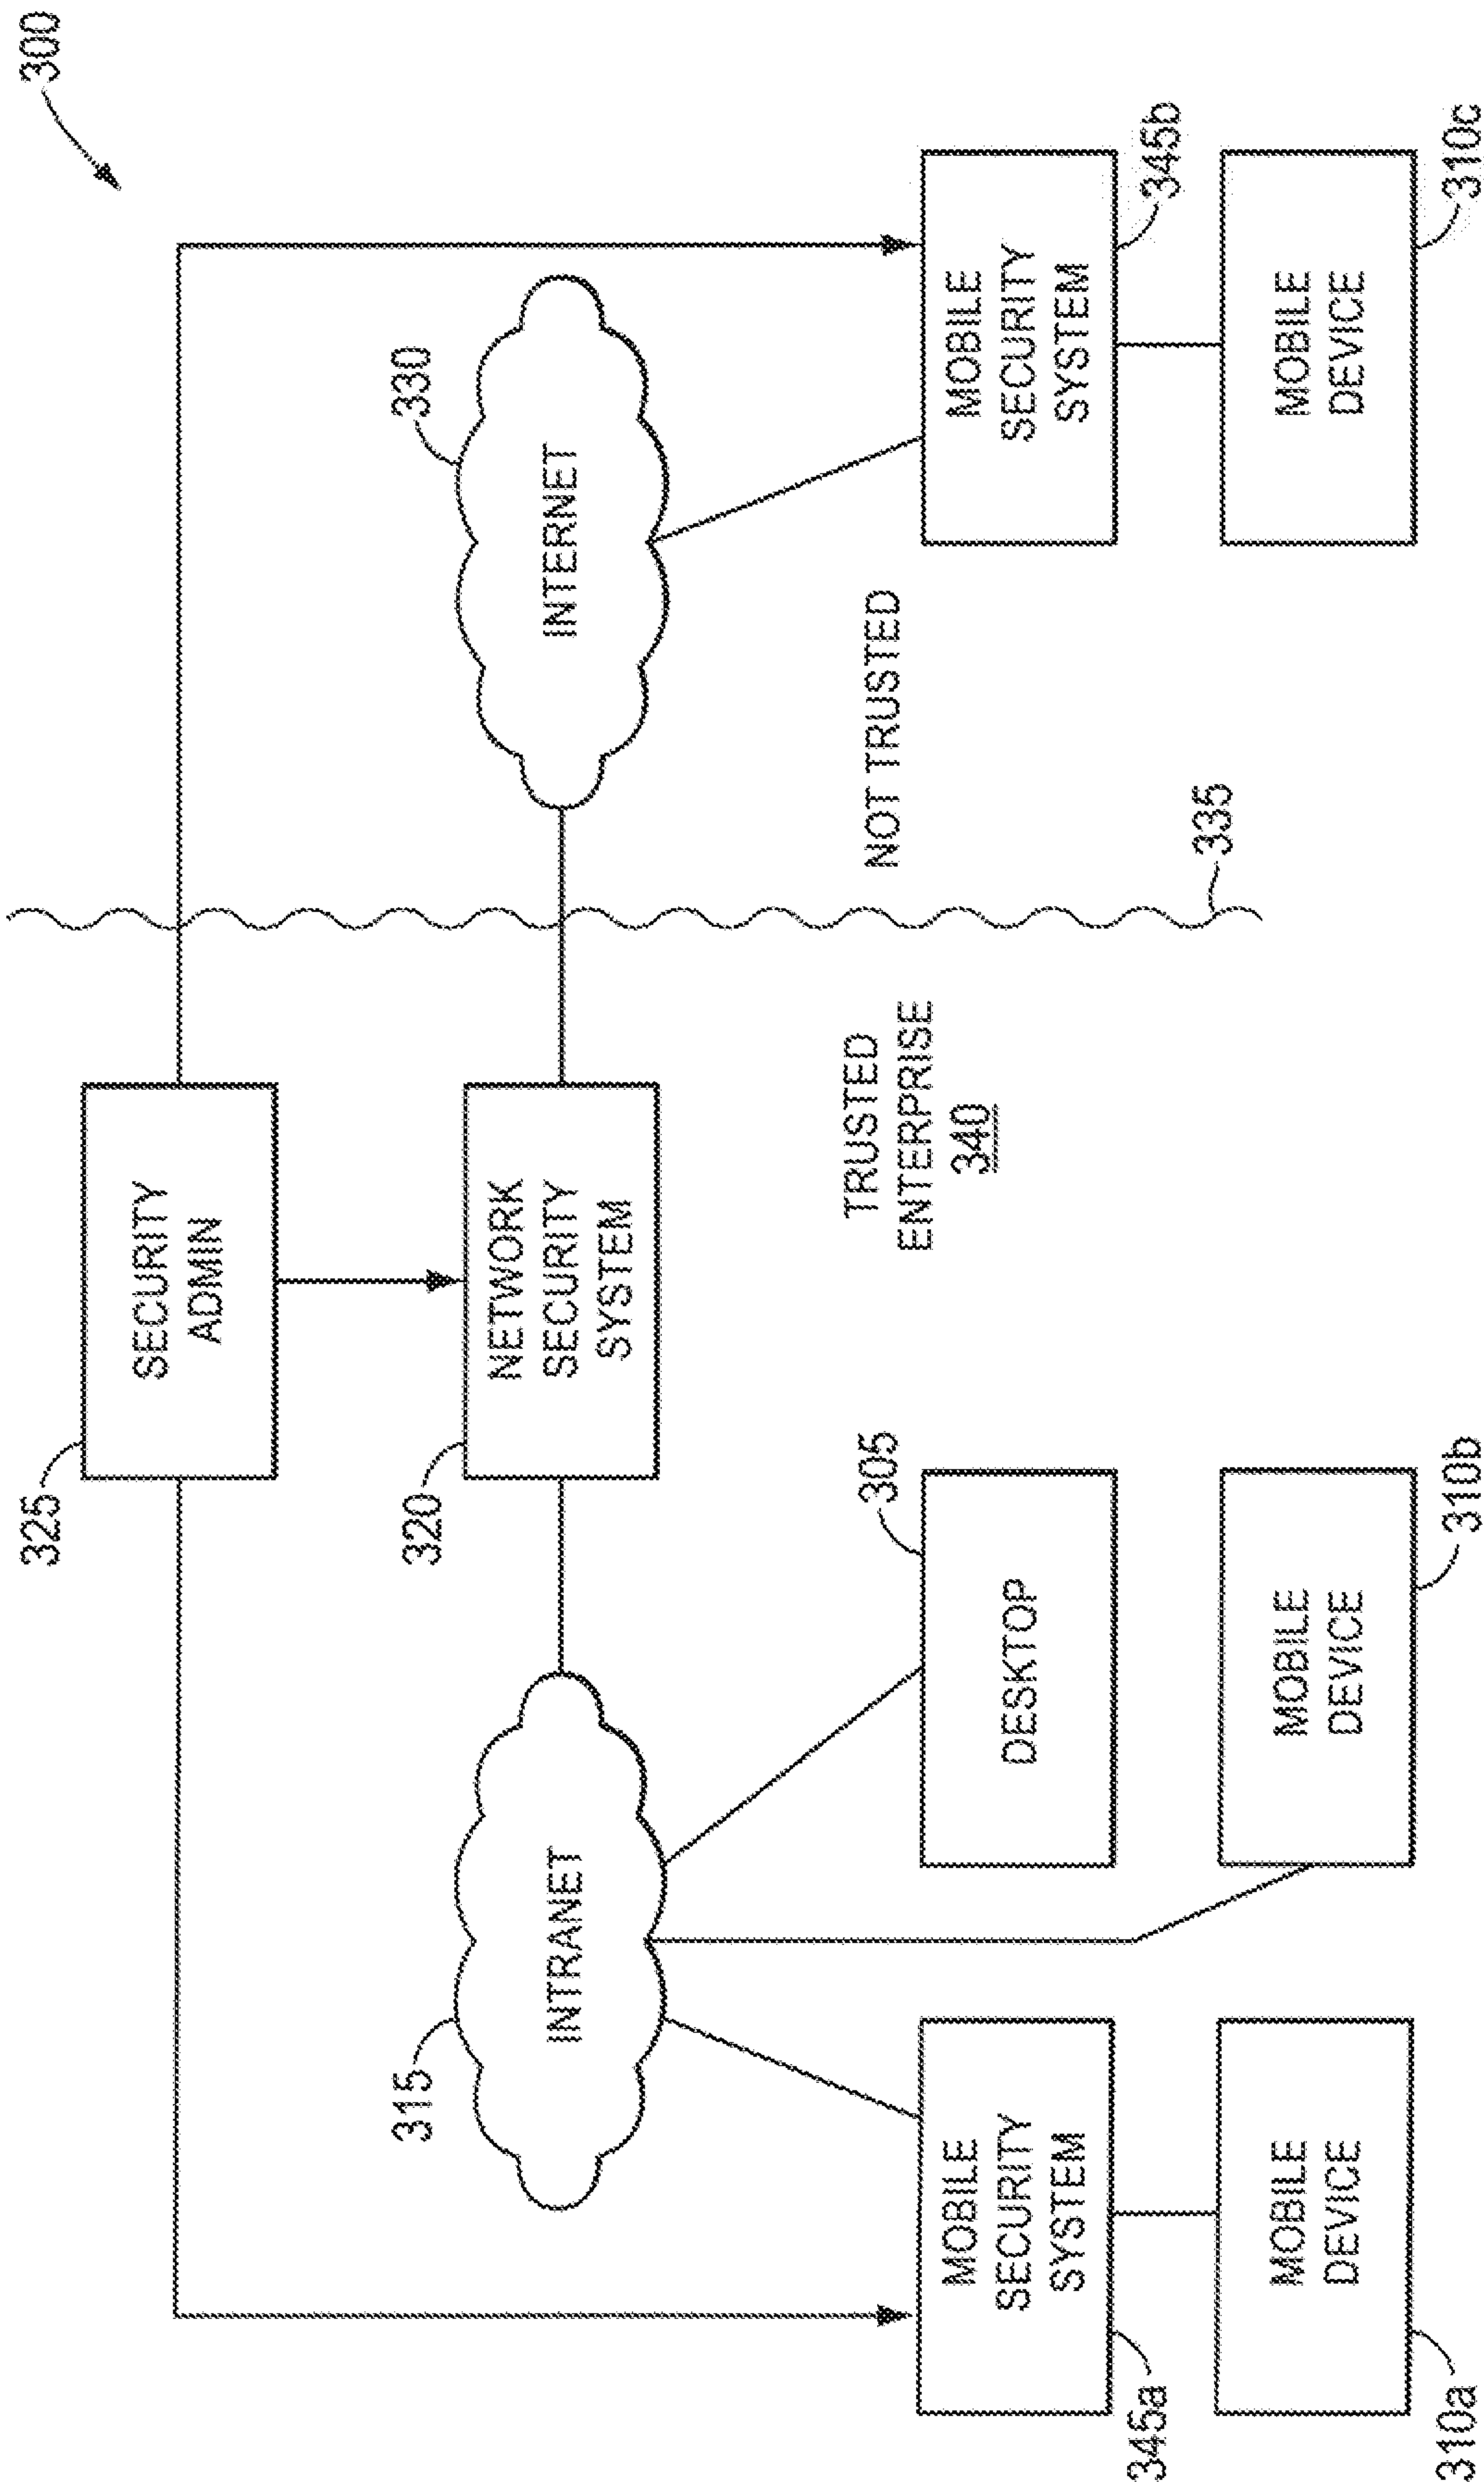 300
325
SECURITY
ADMIN
330
INTERNET
320
NETWORK
SECURITY
SYSTEM
315
INTRANET
NOT TRUSTED
335
TRUSTED
ENTERPRISE
340
345a
MOBILE
SECURITY
SYSTEM
305
DESKTOP
MOBILE
SECURITY
SYSTEM
345b
310a
MOBILE
DEVICE
MOBILE
DEVICE
310b
MOBILE
DEVICE
310c